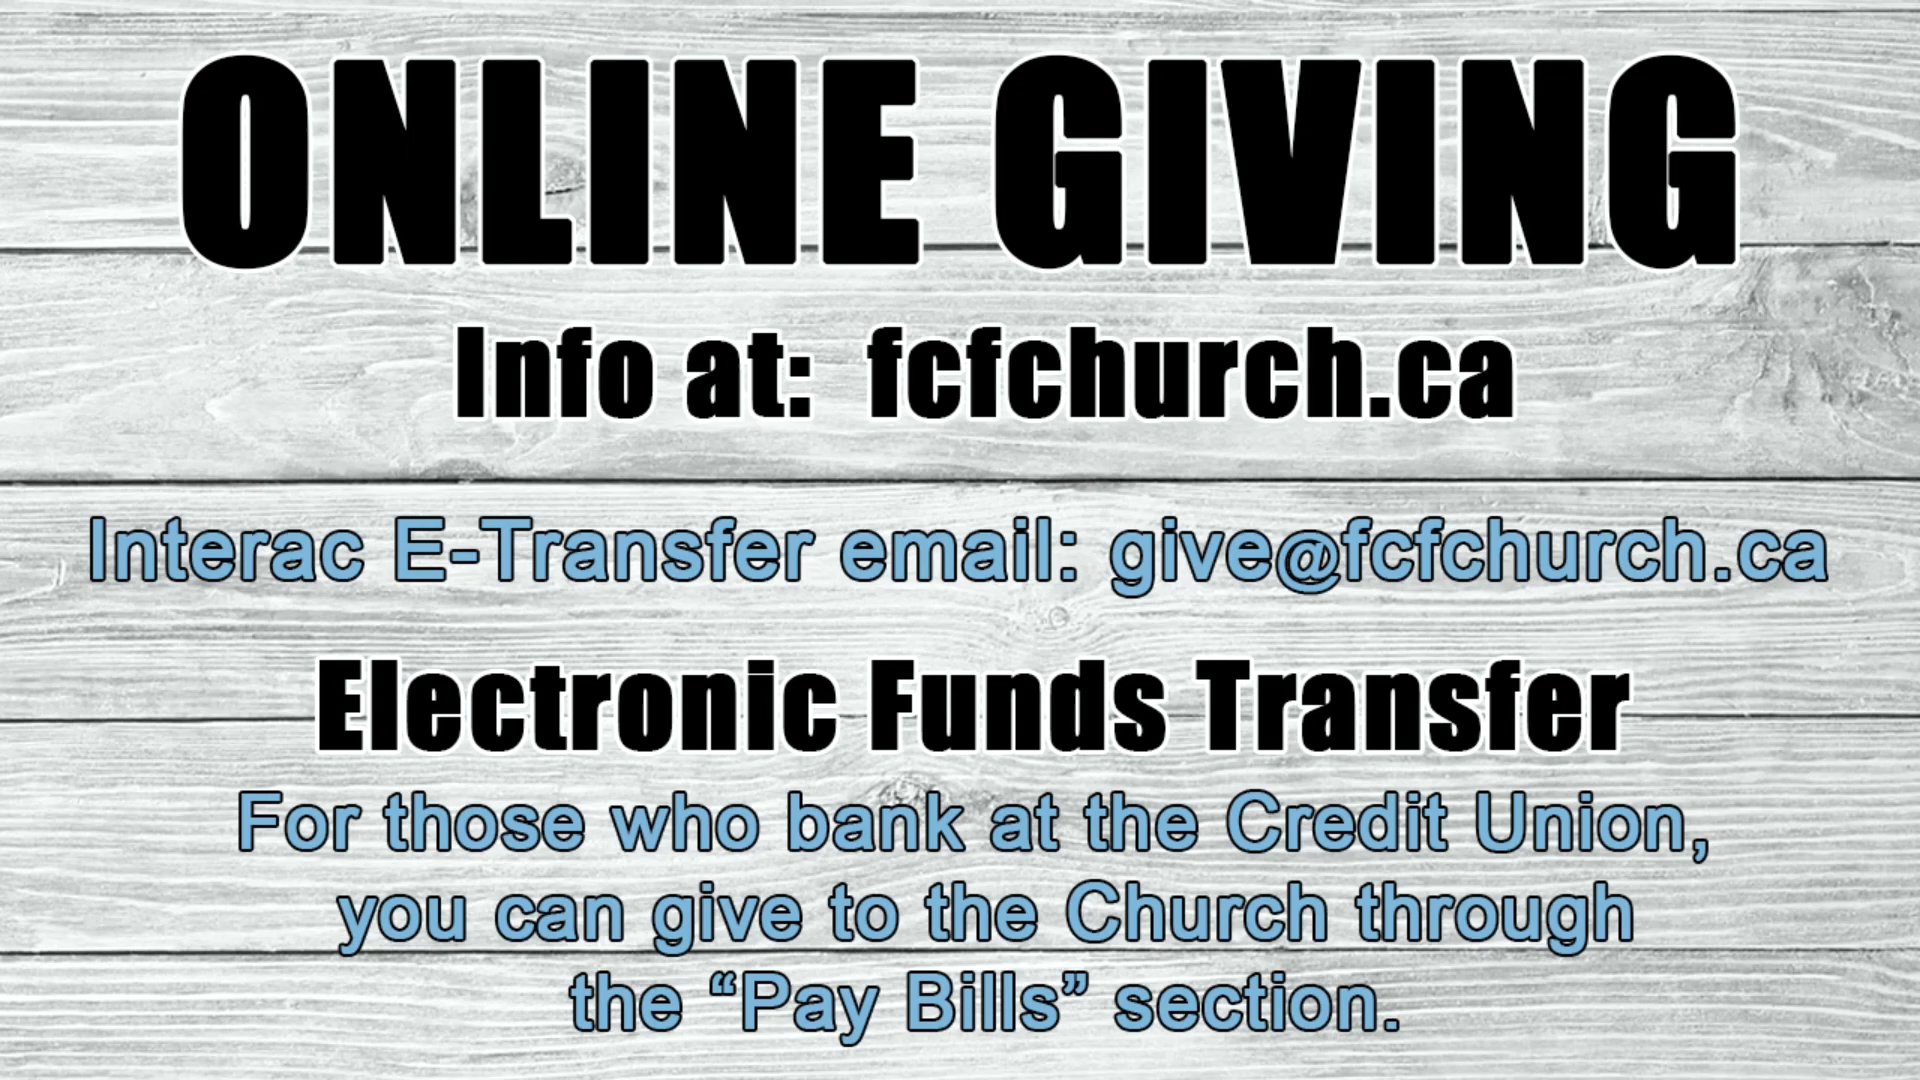 ONLINE GIVING
Info at: fcfchurch.ca
Interac E-Transfer email: give@fcfchurch.ca
Electronic Funds Transfer
For those who bank at the Credit Union,
you can give to the Church through
the “Pay Bills” section.